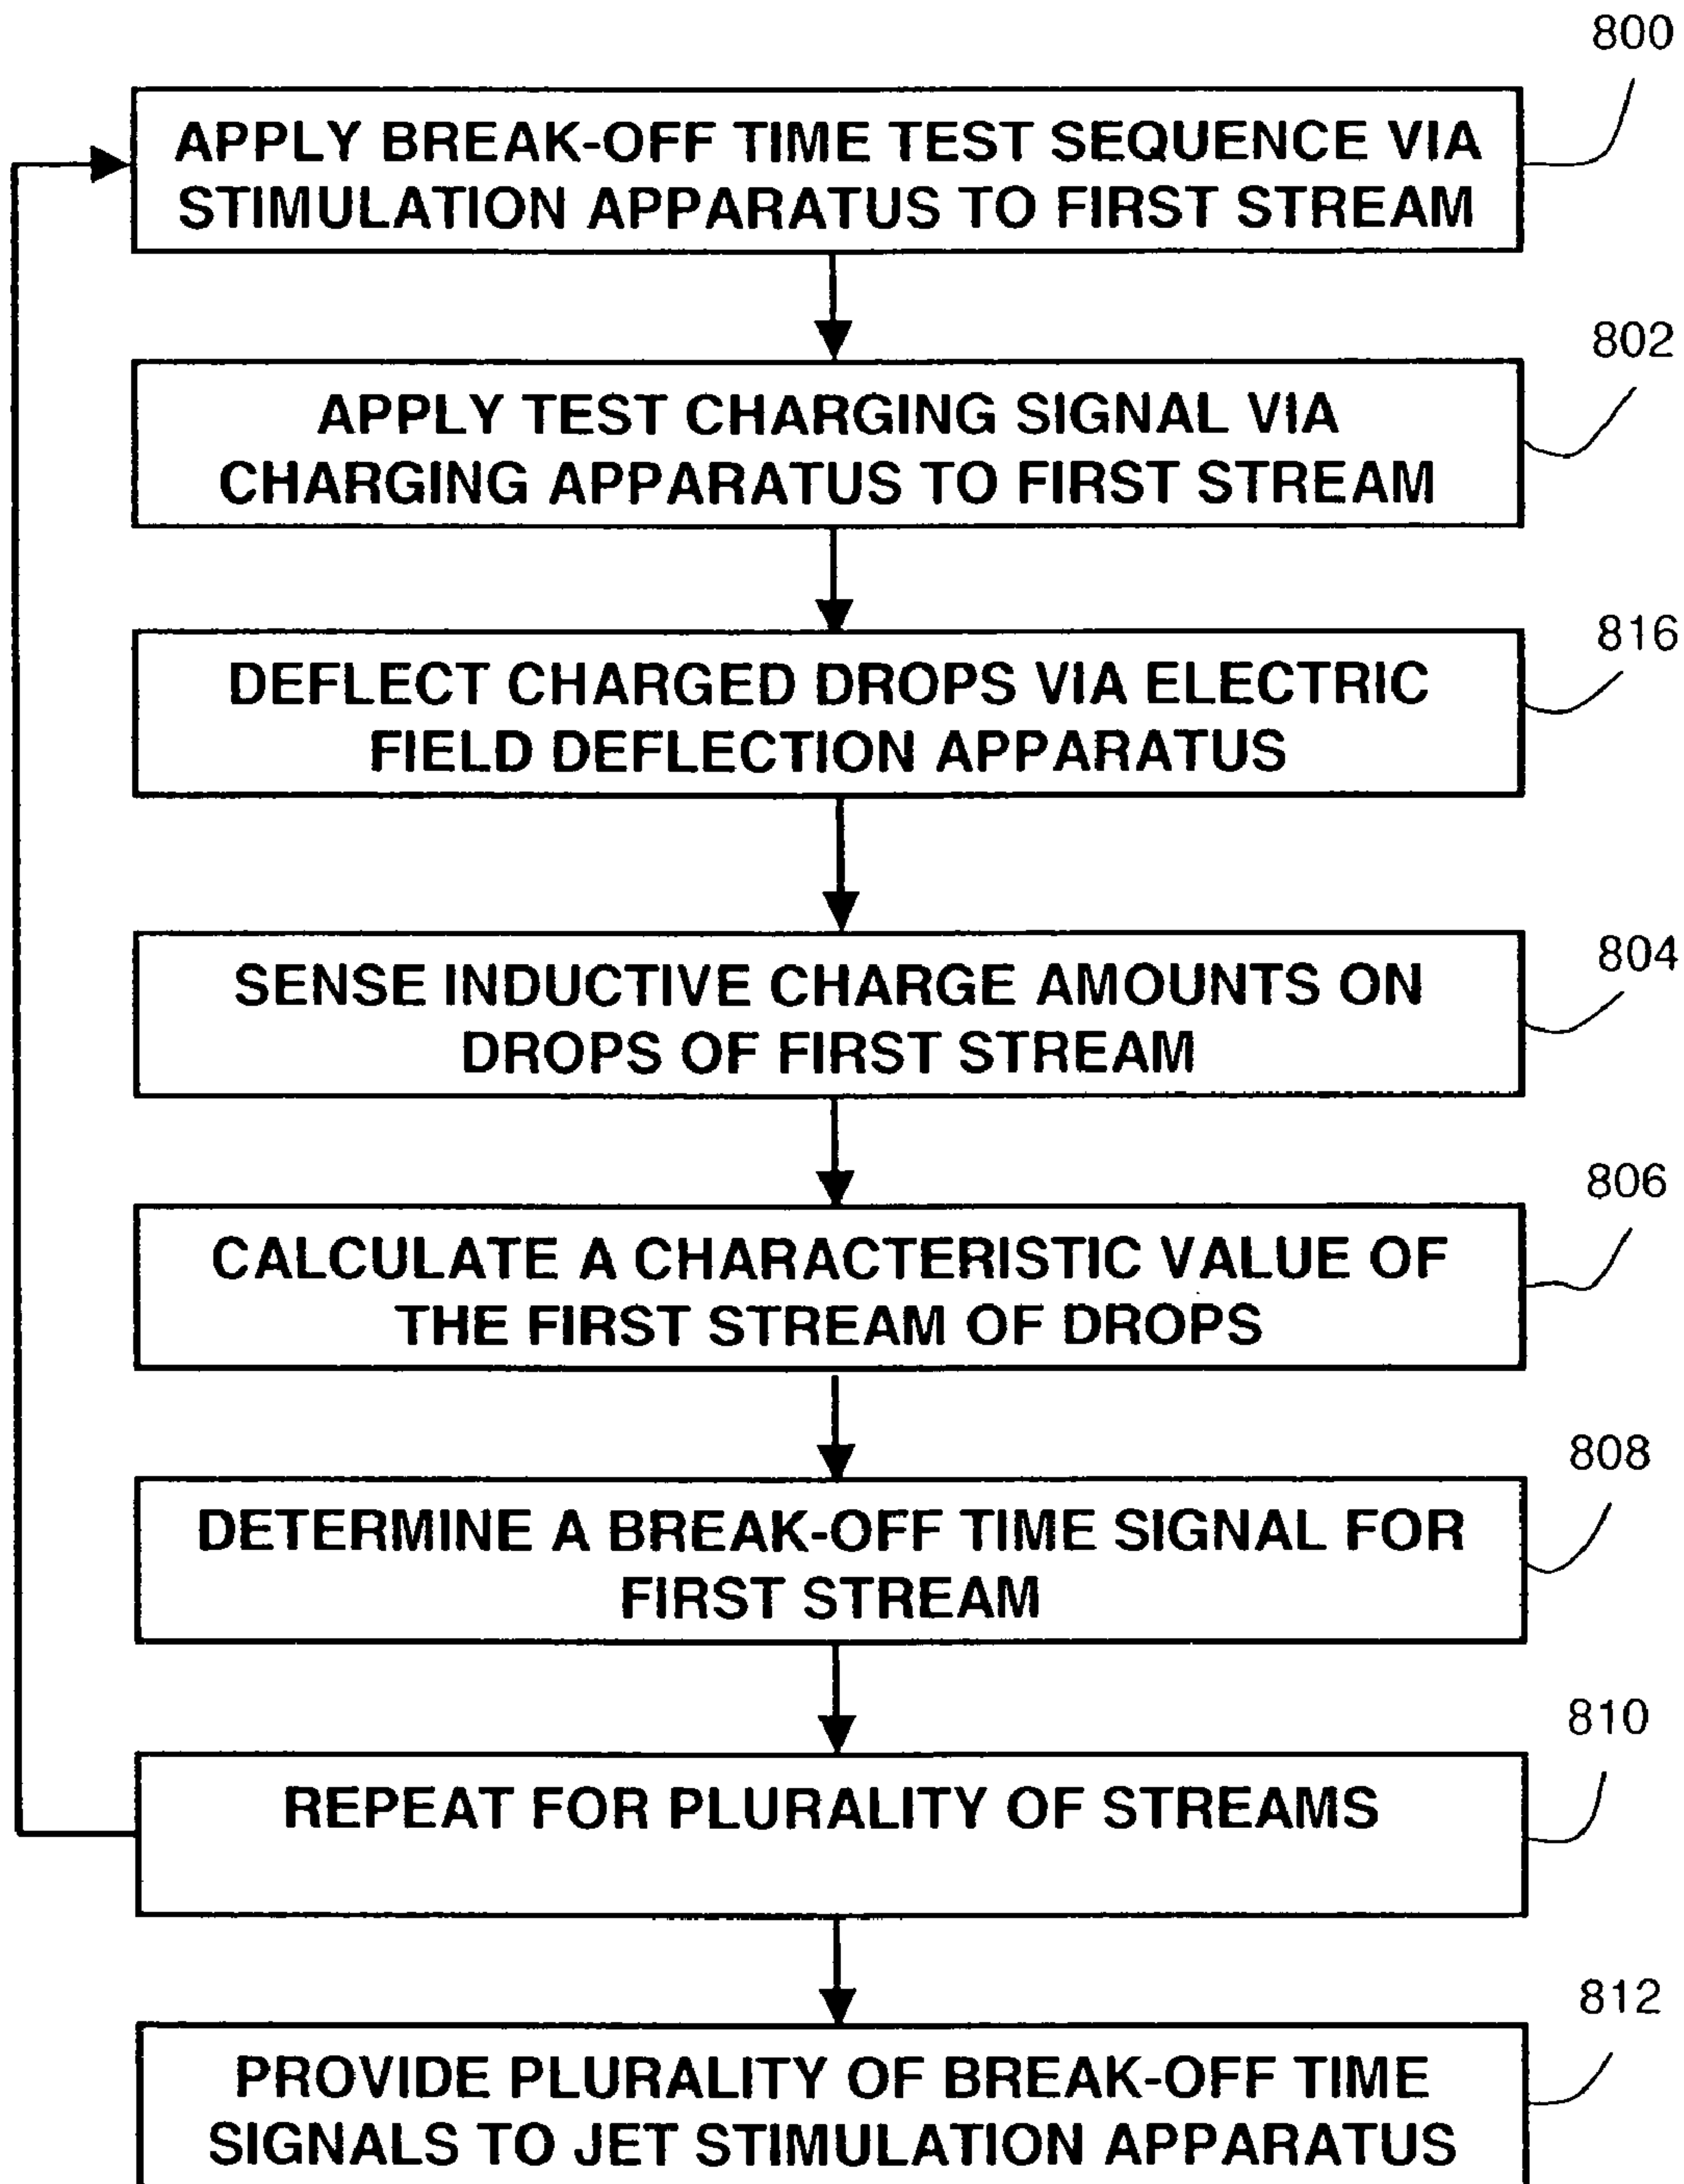 800
APPLY BREAK-OFF TIME TEST SEQUENCE VIA
STIMULATION APPARATUS TO FIRST STREAM
802
APPLY TEST CHARGING SIGNAL VIA
CHARGING APPARATUS TO FIRST STREAM
816
DEFLECT CHARGED DROPS VIA ELECTRIC
FIELD DEFLECTION APPARATUS
804
SENSE INDUCTIVE CHARGE AMOUNTS ON
DROPS OF FIRST STREAM
806
CALCULATE A CHARACTERISTIC VALUE OF
THE FIRST STREAM OF DROPS
808
DETERMINE A BREAK-OFF TIME SIGNAL FOR
FIRST STREAM
810
REPEAT FOR PLURALITY OF STREAMS
812
PROVIDE PLURALITY OF BREAK-OFF TIME
SIGNALS TO JET STIMULATION APPARATUS